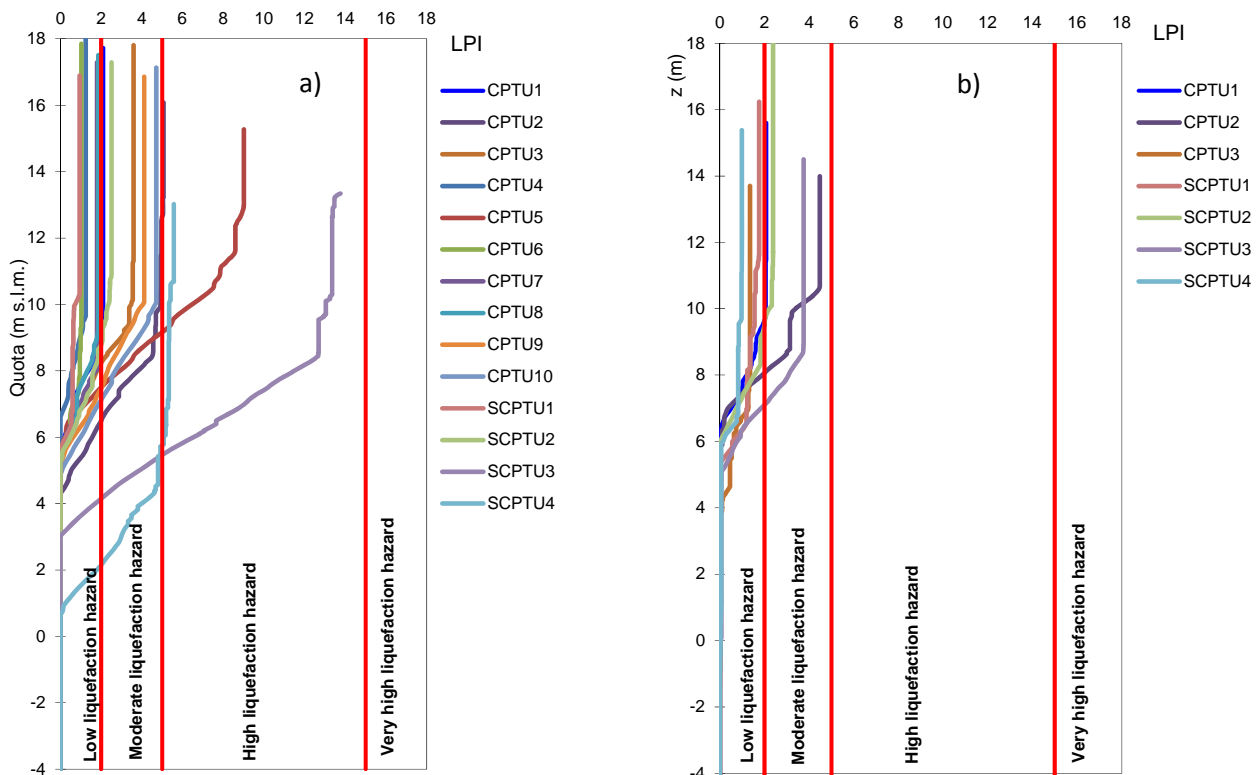 0 2 4 6 8 10 12 14 16 18
LPI
a)
Quota (m s.l.m.)
18
16
14
12
10
8
6
4
2
0
-2
-4
Low liquefaction hazard
Moderate liquefaction hazard
High liquefaction hazard
Very high liquefaction hazard
CPTU1
CPTU2
CPTU3
CPTU4
CPTU5
CPTU6
CPTU7
CPTU8
CPTU9
CPTU10
SCPTU1
SCPTU2
SCPTU3
SCPTU4
0 2 4 6 8 10 12 14 16 18
LPI
b)
z (m)
18
16
14
12
10
8
6
4
2
0
-2
-4
Low liquefaction hazard
Moderate liquefaction hazard
High liquefaction hazard
Very high liquefaction hazard
CPTU1
CPTU2
CPTU3
SCPTU1
SCPTU2
SCPTU3
SCPTU4